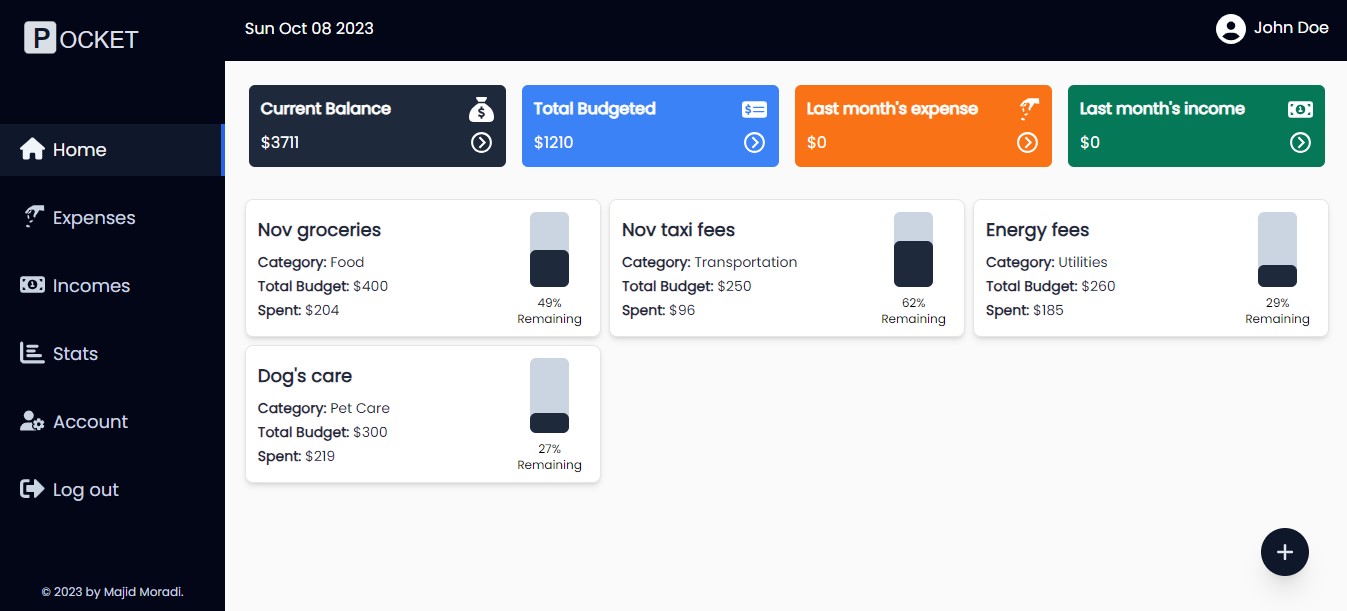 POCKET
Sun Oct 08 2023
John Doe
Home
Expenses
Incomes
Stats
Account
Log out
© 2023 by Majid Moradi.
Current Balance
$3711
Total Budgeted
$1210
Last month's expense
$0
Last month's income
$0
Nov groceries
Category: Food
Total Budget: $400
Spent: $204
49%
Remaining
Nov taxi fees
Category: Transportation
Total Budget: $250
Spent: $96
62%
Remaining
Energy fees
Category: Utilities
Total Budget: $260
Spent: $185
29%
Remaining
Dog's care
Category: Pet Care
Total Budget: $300
Spent: $219
27%
Remaining